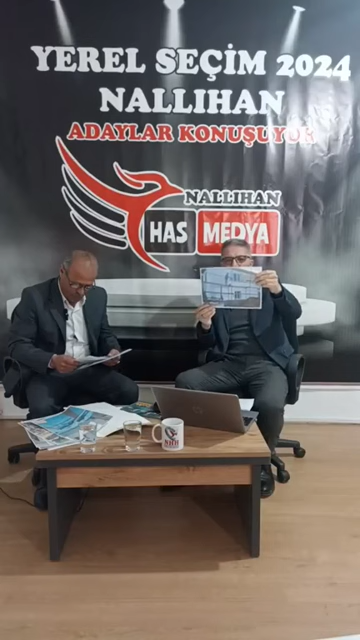 YEREL SEÇİM 2024
NALLIHAN
ADAYLAR KONUŞUYOR
NALLIHAN
HAS MEDYA